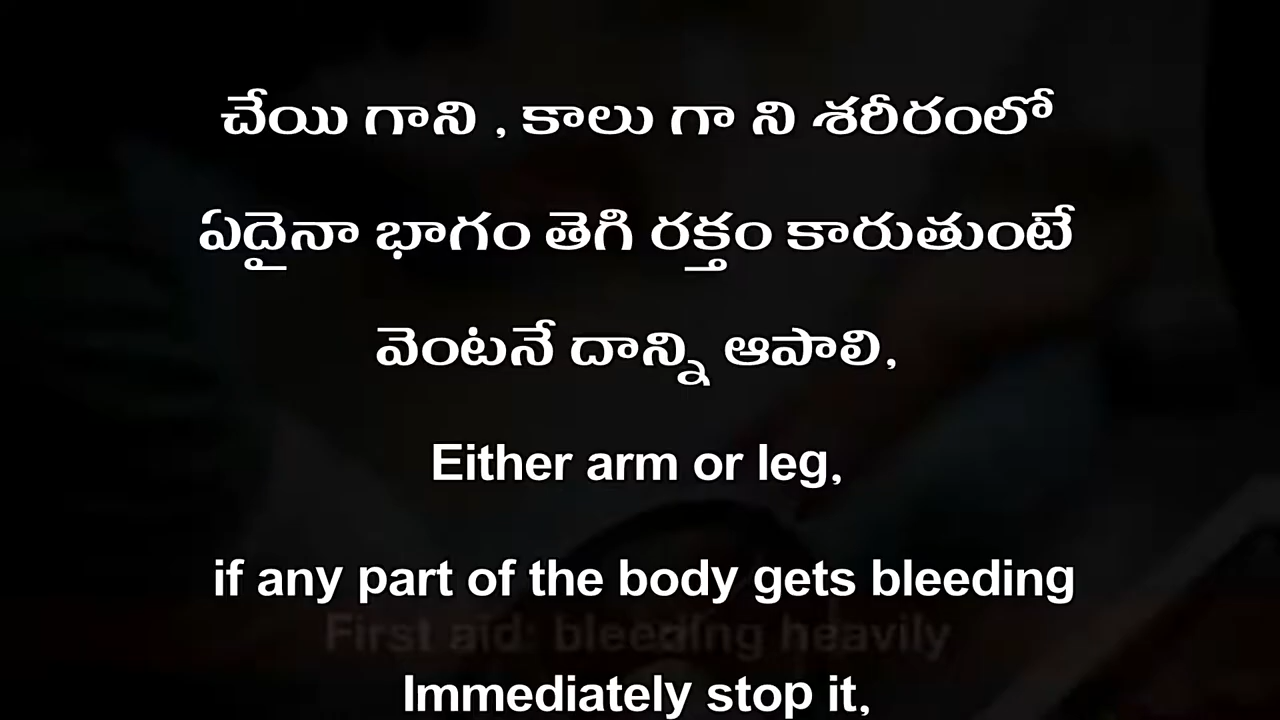 చేయి గాని , కాలు గా ని శరీరంలో
ఏదైనా భాగం తెగి రక్తం కారుతుంటే
వెంటనే దాన్ని ఆపాలి,
Either arm or leg,
if any part of the body gets bleeding
First aid: bleeding heavily
Immediately stop it,